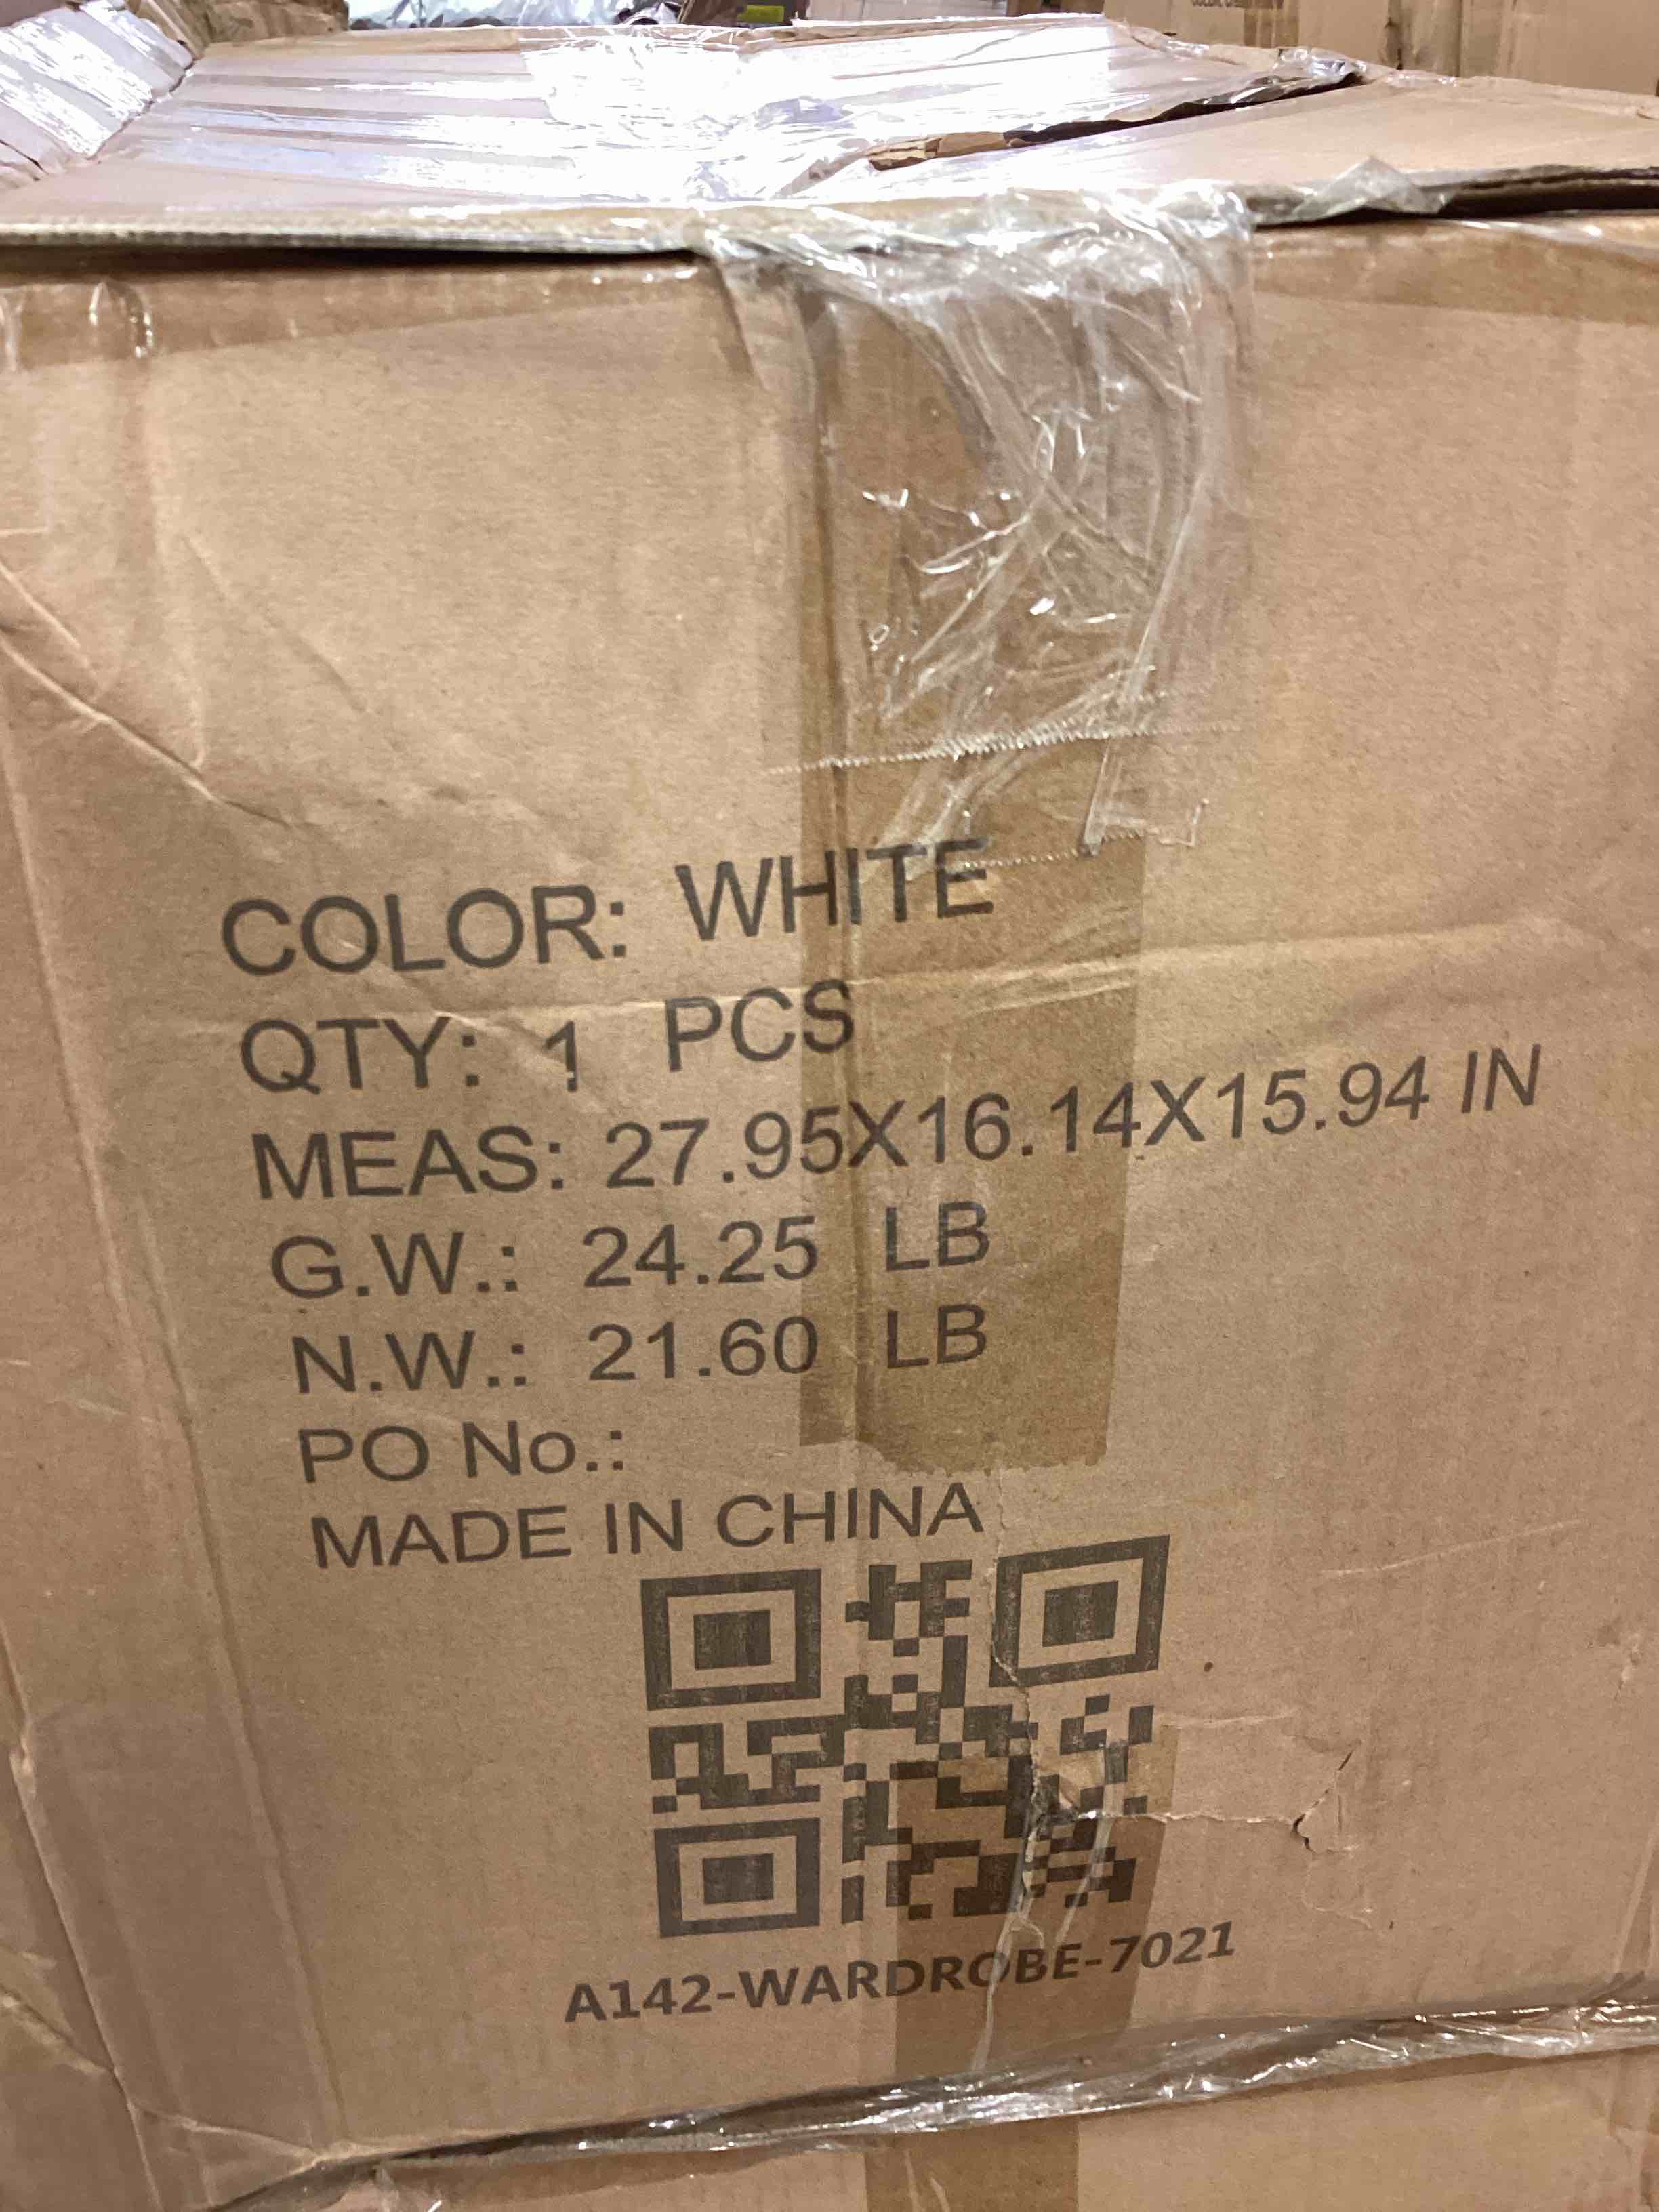 COLOR: WHITE
QTY: 1 PCS
MEAS: 27.95X16.14X15.94 IN
G.W.: 24.25 LB
N.W.: 21.60 LB
PO No.:
MADE IN CHINA
A142-WARDROBE-7021